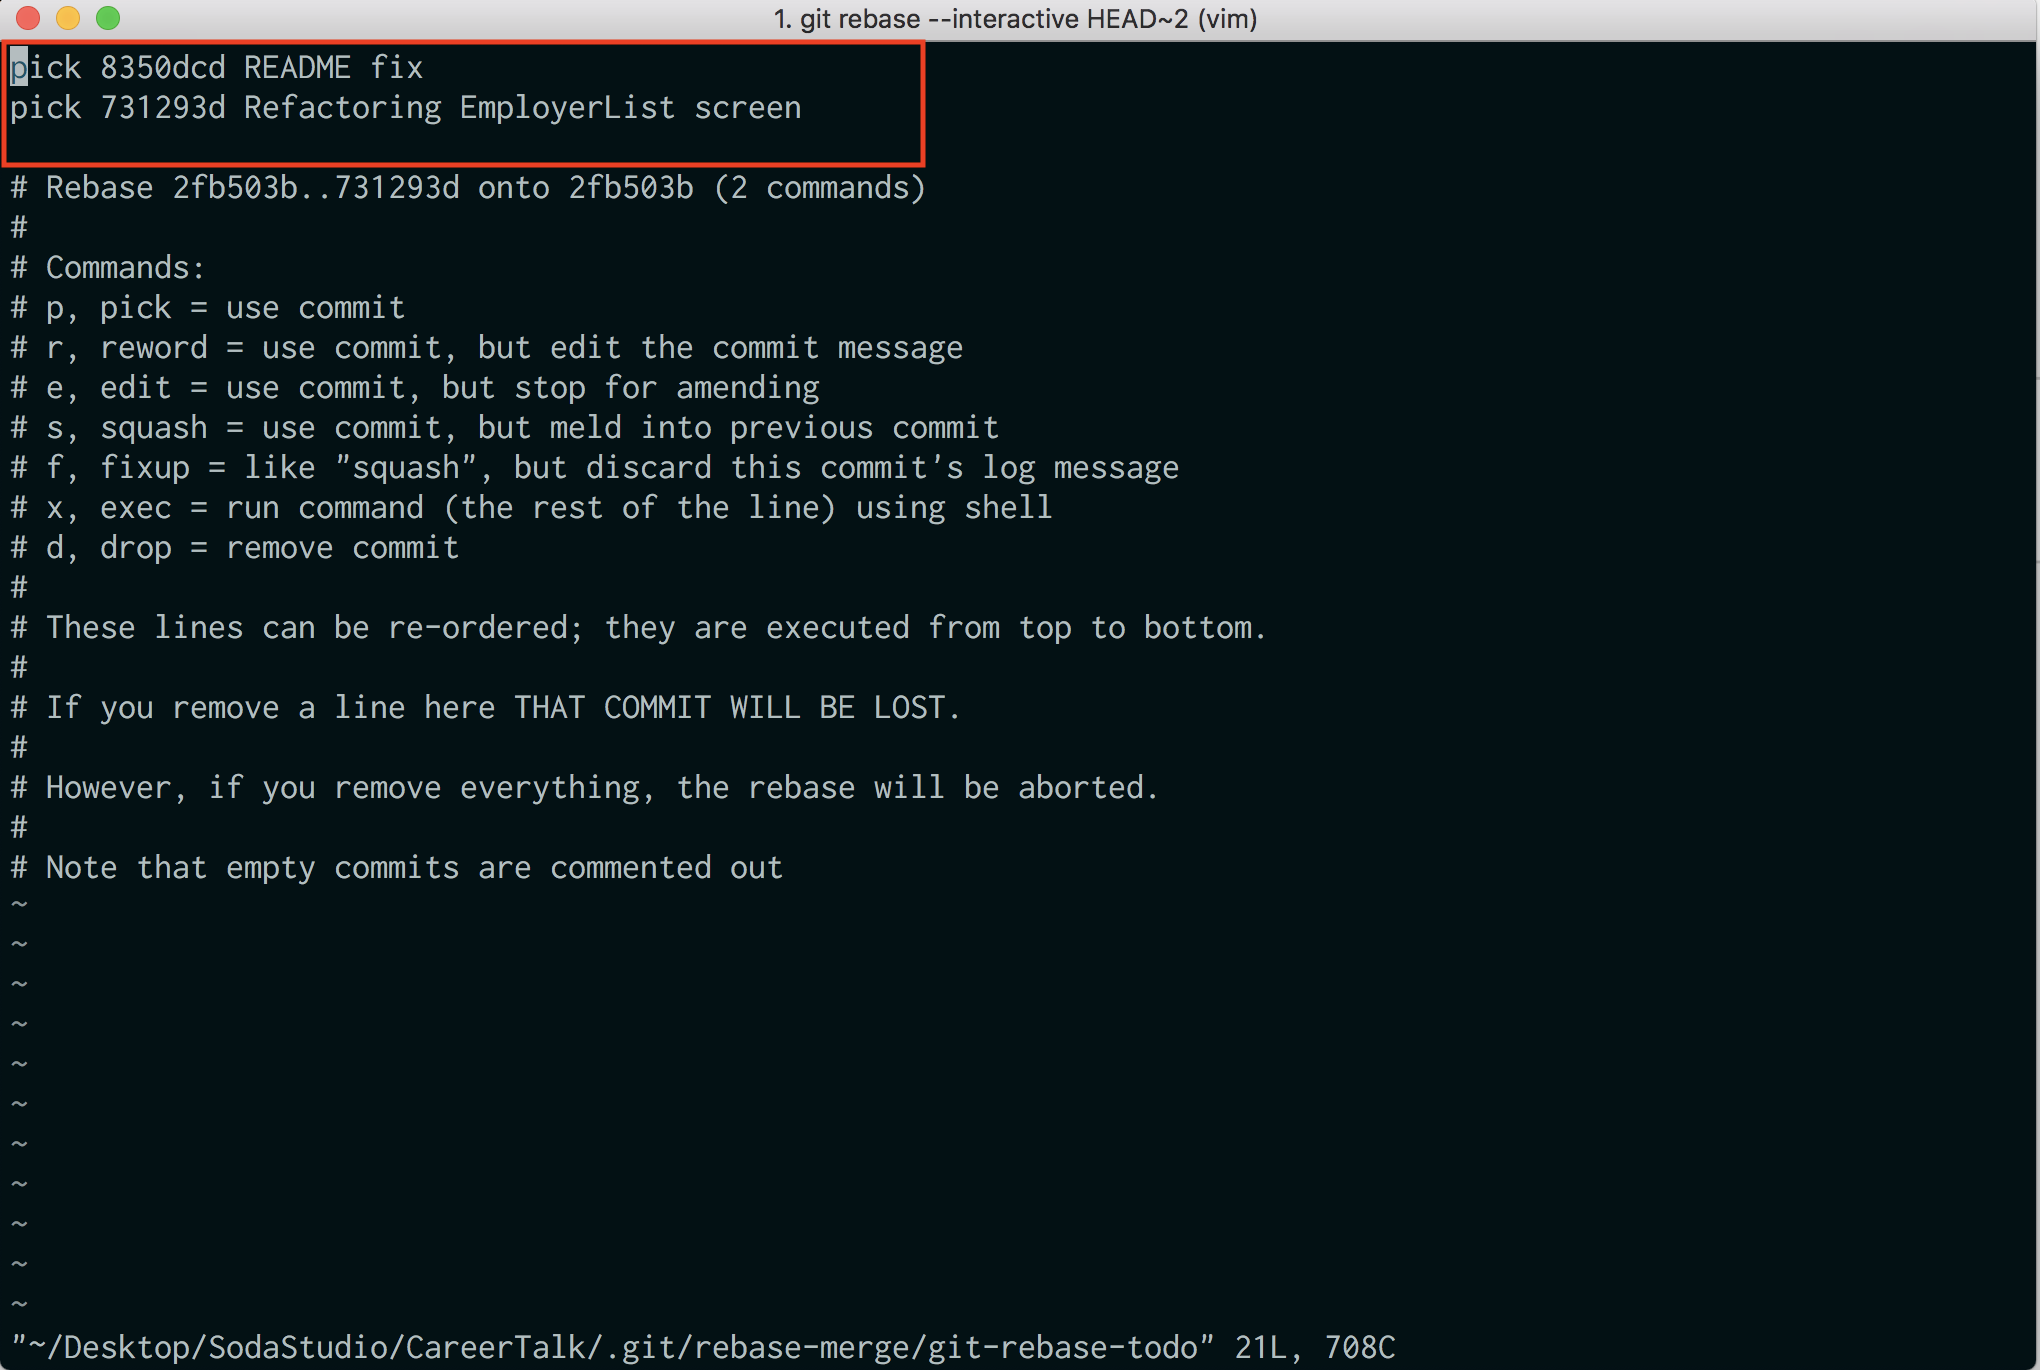 1. git rebase --interactive HEAD~2 (vim)
pick 8350dcd README fix
pick 731293d Refactoring EmployerList screen
# Rebase 2fb503b..731293d onto 2fb503b (2 commands)
#
# Commands:
# p, pick = use commit
# r, reword = use commit, but edit the commit message
# e, edit = use commit, but stop for amending
# s, squash = use commit, but meld into previous commit
# f, fixup = like "squash", but discard this commit's log message
# x, exec = run command (the rest of the line) using shell
# d, drop = remove commit
#
# These lines can be re-ordered; they are executed from top to bottom.
#
# If you remove a line here THAT COMMIT WILL BE LOST.
#
# However, if you remove everything, the rebase will be aborted.
#
# Note that empty commits are commented out
~
~
~
~
~
~
~
~
~
~
~
"~/Desktop/SodaStudio/CareerTalk/.git/rebase-merge/git-rebase-todo" 21L, 708C